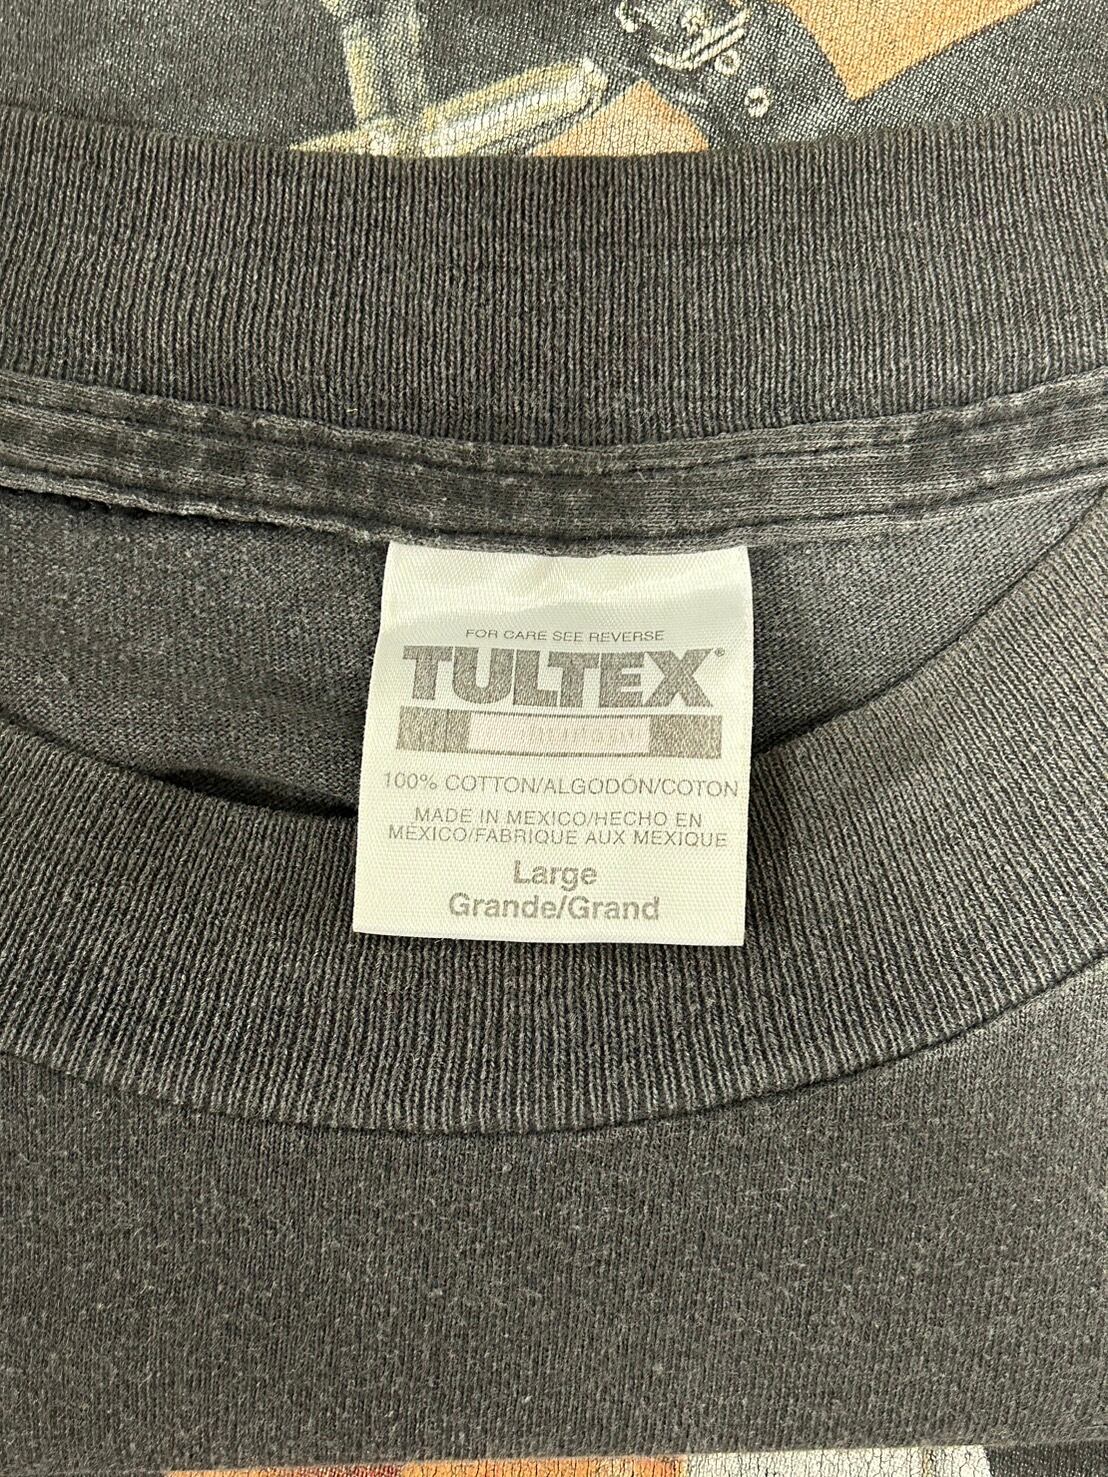 FOR CARE SEE REVERSE
TULTEX®
100% COTTON/ALGODÓN/COTON
MADE IN MEXICO/HECHO EN
MÉXICO/FABRIQUE AUX MEXIQUE
Large
Grande/Grand